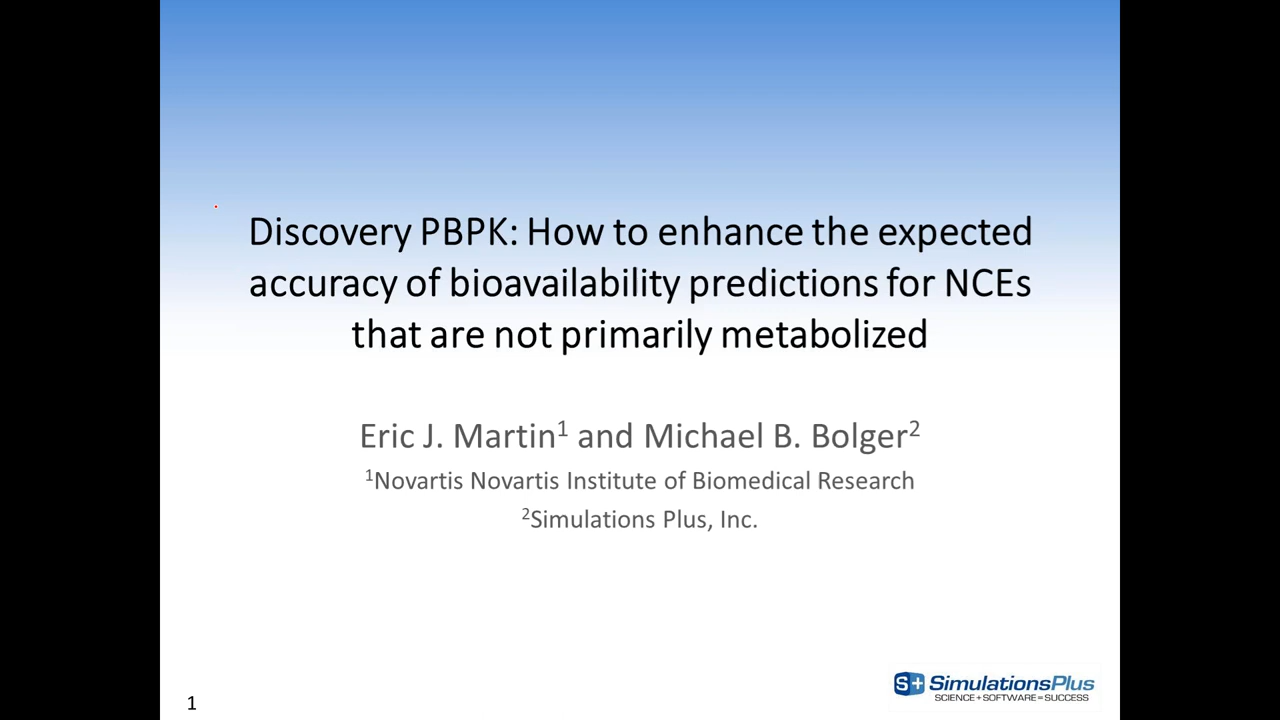 Discovery PBPK: How to enhance the expected
accuracy of bioavailability predictions for NCEs
that are not primarily metabolized
Eric J. Martin¹ and Michael B. Bolger²
¹Novartis Novartis Institute of Biomedical Research
²Simulations Plus, Inc.
S+ SimulationsPlus
SCIENCE + SOFTWARE = SUCCESS
1